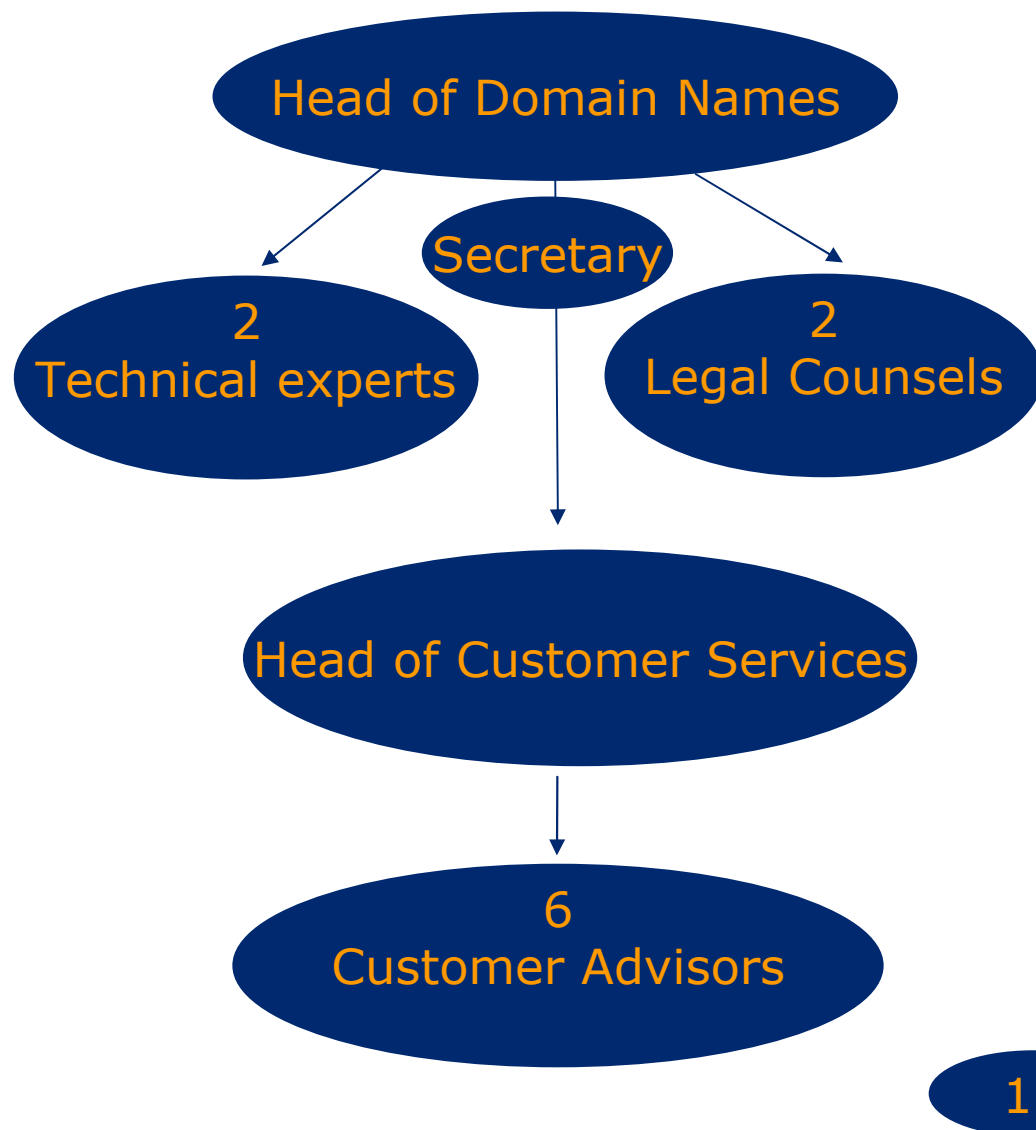 Head of Domain Names
Secretary
2
Technical experts
2
Legal Counsels
Head of Customer Services
6
Customer Advisors
1